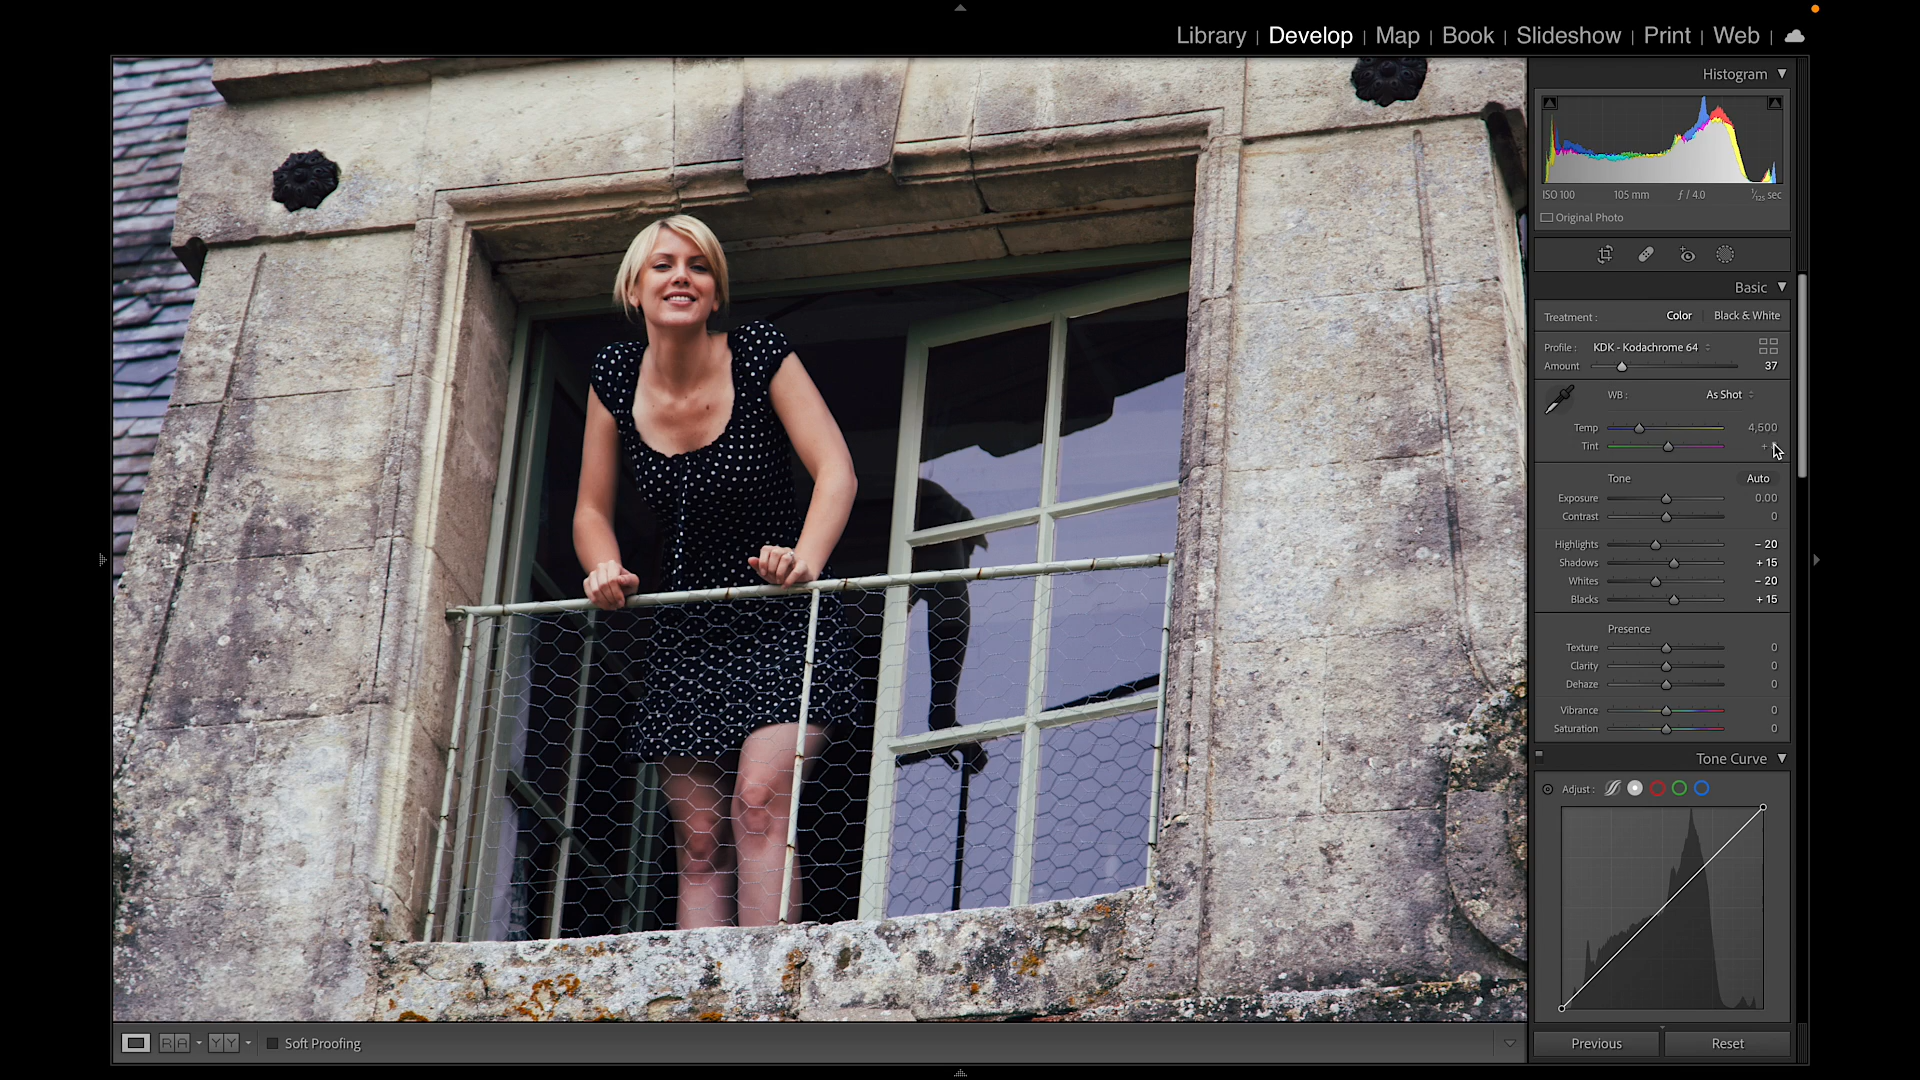 Library | Develop | Map | Book | Slideshow | Print | Web |
Histogram
ISO 100 105 mm ƒ / 4.0 1/125 sec
Original Photo
Basic
Treatment : Color | Black & White
Profile : KDK - Kodachrome 64
Amount 37
WB : As Shot
Temp 4,500
Tint +
Tone Auto
Exposure 0.00
Contrast 0
Highlights – 20
Shadows + 15
Whites – 20
Blacks + 15
Presence
Texture 0
Clarity 0
Dehaze 0
Vibrance 0
Saturation 0
Tone Curve
Adjust :
R A Y Y Soft Proofing
Previous Reset